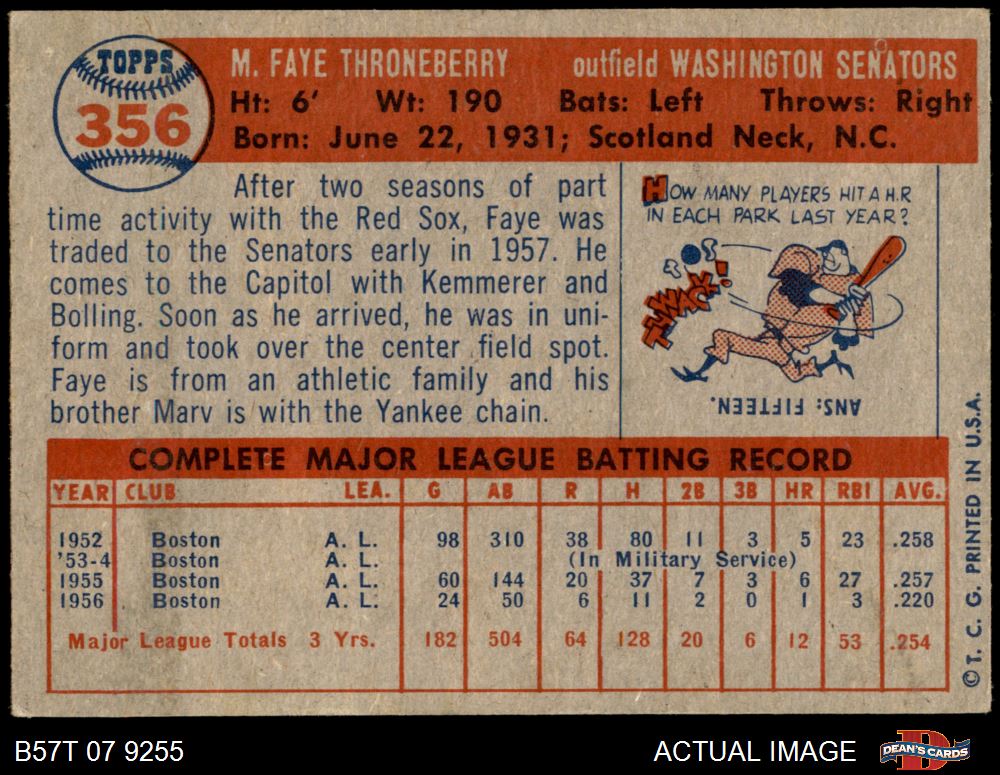 TOPPS
356
M. FAYE THRONEBERRY outfield WASHINGTON SENATORS
Ht: 6' Wt: 190 Bats: Left Throws: Right
Born: June 22, 1931; Scotland Neck, N.C.
After two seasons of part
time activity with the Red Sox, Faye was
traded to the Senators early in 1957. He
comes to the Capitol with Kemmerer and
Bolling. Soon as he arrived, he was in uni-
form and took over the center field spot.
Faye is from an athletic family and his
brother Marv is with the Yankee chain.
HOW MANY PLAYERS HIT A H.R
IN EACH PARK LAST YEAR?
THWACK!
ANS: FIFTEEN.
COMPLETE MAJOR LEAGUE BATTING RECORD
YEAR CLUB LEA. G AB R H 2B 3B HR RBI AVG.
1952 Boston A. L. 98 310 38 80 11 3 5 23 .258
'53-4 Boston A. L. (In Military Service)
1955 Boston A. L. 60 144 20 37 7 3 6 27 .257
1956 Boston A. L. 24 50 6 11 2 0 1 3 .220
Major League Totals 3 Yrs. 182 504 64 128 20 6 12 53 .254
© T. C. G. PRINTED IN U.S.A.
B57T 07 9255 ACTUAL IMAGE DEAN'S CARDS